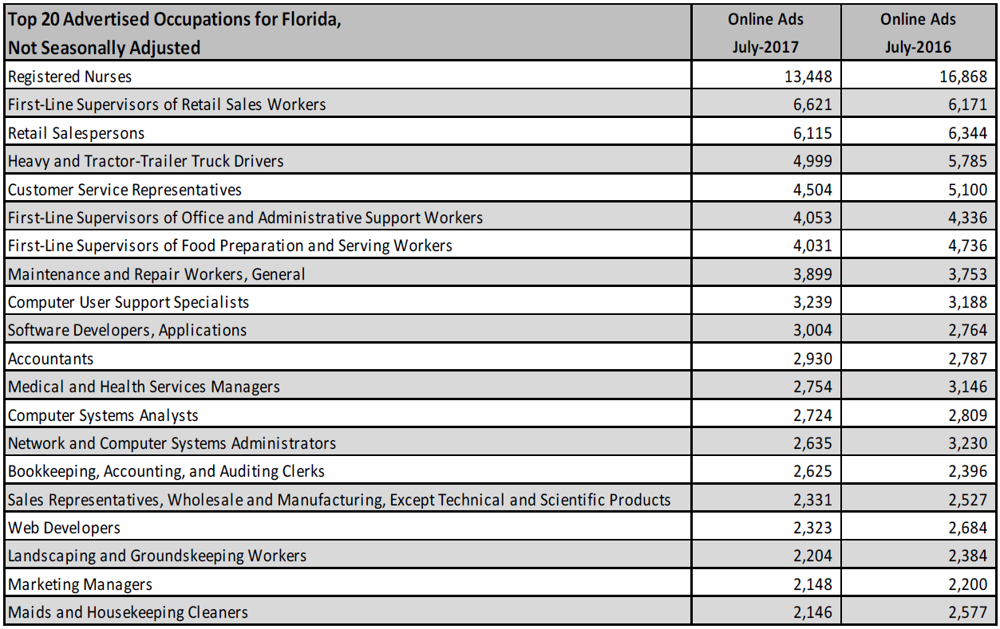 Top 20 Advertised Occupations for Florida, Online Ads Online Ads
Not Seasonally Adjusted July-2017 July-2016
Registered Nurses 13,448 16,868
First-Line Supervisors of Retail Sales Workers 6,621 6,171
Retail Salespersons 6,115 6,344
Heavy and Tractor-Trailer Truck Drivers 4,999 5,785
Customer Service Representatives 4,504 5,100
First-Line Supervisors of Office and Administrative Support Workers 4,053 4,336
First-Line Supervisors of Food Preparation and Serving Workers 4,031 4,736
Maintenance and Repair Workers, General 3,899 3,753
Computer User Support Specialists 3,239 3,188
Software Developers, Applications 3,004 2,764
Accountants 2,930 2,787
Medical and Health Services Managers 2,754 3,146
Computer Systems Analysts 2,724 2,809
Network and Computer Systems Administrators 2,635 3,230
Bookkeeping, Accounting, and Auditing Clerks 2,625 2,396
Sales Representatives, Wholesale and Manufacturing, Except Technical and Scientific Products 2,331 2,527
Web Developers 2,323 2,684
Landscaping and Groundskeeping Workers 2,204 2,384
Marketing Managers 2,148 2,200
Maids and Housekeeping Cleaners 2,146 2,577